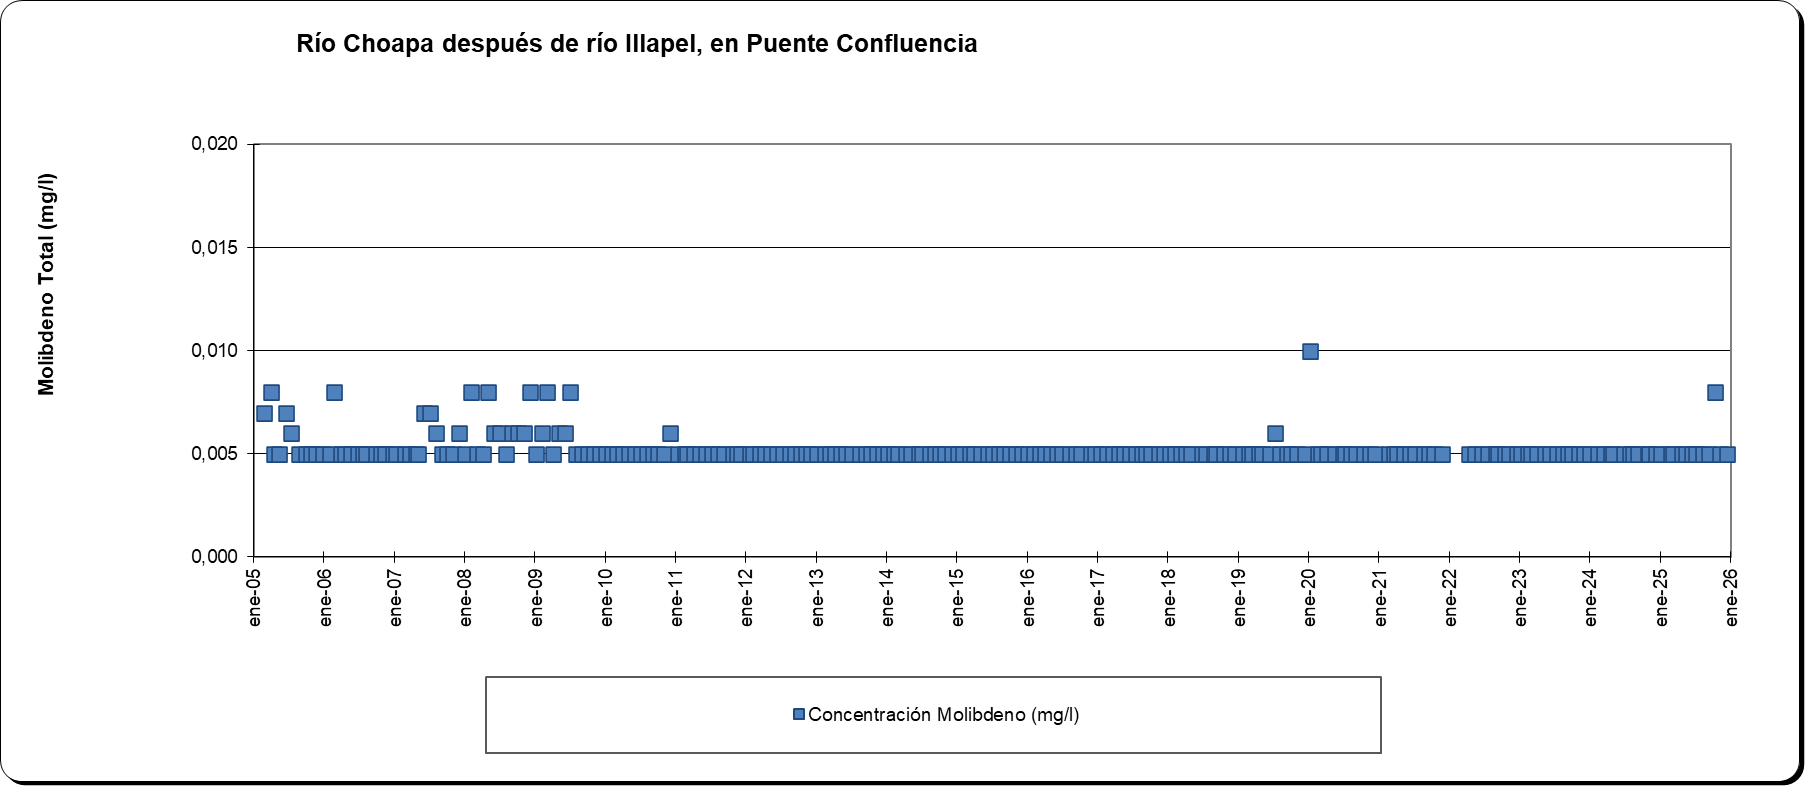 Río Choapa después de río Illapel, en Puente Confluencia
Molibdeno Total (mg/l)
0,020
0,015
0,010
0,005
0,000
ene-05
ene-06
ene-07
ene-08
ene-09
ene-10
ene-11
ene-12
ene-13
ene-14
ene-15
ene-16
ene-17
ene-18
ene-19
ene-20
ene-21
ene-22
ene-23
ene-24
ene-25
ene-26
Concentración Molibdeno (mg/l)